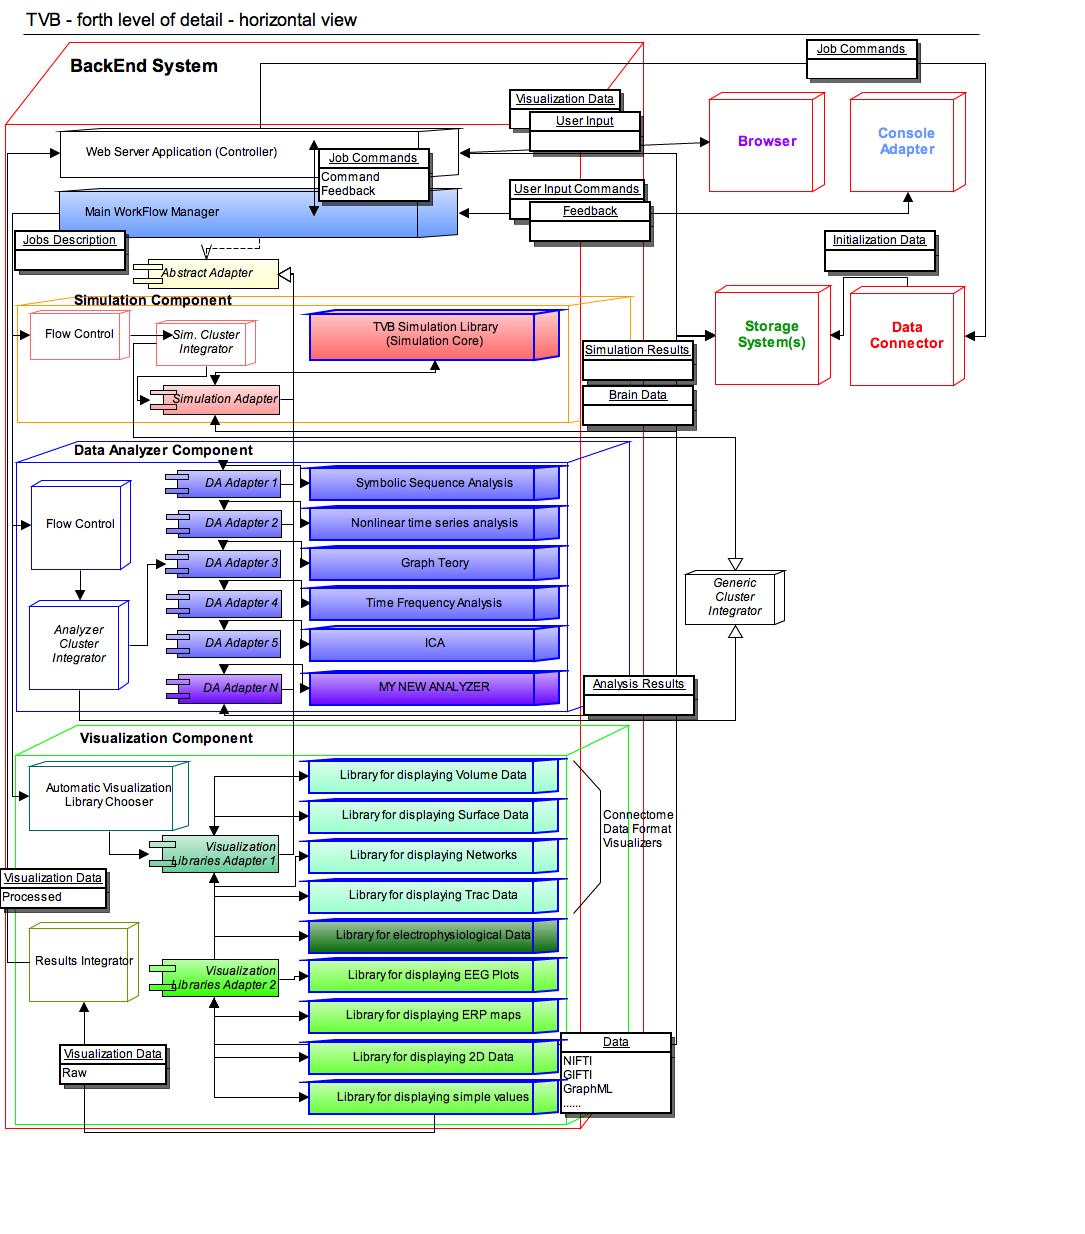 TVB - forth level of detail - horizontal view
Job Commands
BackEnd System
Visualization Data
User Input
Browser
Console
Adapter
Web Server Application (Controller)
Job Commands
Command
Feedback
User Input Commands
Feedback
Main WorkFlow Manager
Jobs Description
Initialization Data
Abstract Adapter
Simulation Component
Flow Control
Sim. Cluster
Integrator
TVB Simulation Library
(Simulation Core)
Storage
System(s)
Data
Connector
Simulation Results
Simulation Adapter
Brain Data
Data Analyzer Component
DA Adapter 1
Symbolic Sequence Analysis
Flow Control
DA Adapter 2
Nonlinear time series analysis
DA Adapter 3
Graph Teory
Generic
Cluster
Integrator
DA Adapter 4
Time Frequency Analysis
Analyzer
Cluster
Integrator
DA Adapter 5
ICA
DA Adapter N
MY NEW ANALYZER
Analysis Results
Visualization Component
Automatic Visualization
Library Chooser
Library for displaying Volume Data
Library for displaying Surface Data
Connectome
Data Format
Visualizers
Visualization
Libraries Adapter 1
Library for displaying Networks
Visualization Data
Processed
Library for displaying Trac Data
Library for electrophysiological Data
Results Integrator
Visualization
Libraries Adapter 2
Library for displaying EEG Plots
Library for displaying ERP maps
Visualization Data
Raw
Library for displaying 2D Data
Library for displaying simple values
Data
NIFTI
GIFTI
GraphML
......